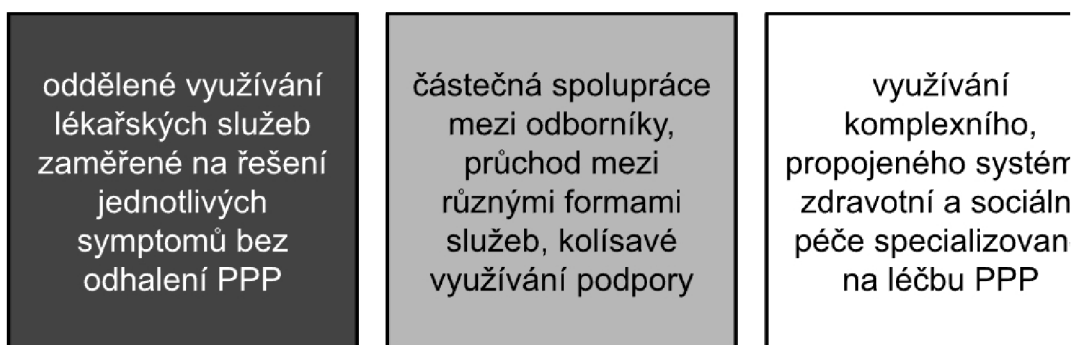 oddělené využívání
lékařských služeb
zaměřené na řešení
jednotlivých
symptomů bez
odhalení PPP
částečná spolupráce
mezi odborníky,
průchod mezi
různými formami
služeb, kolísavé
využívání podpory
využívání
komplexního,
propojeného systém
zdravotní a sociáln
péče specializovan
na léčbu PPP